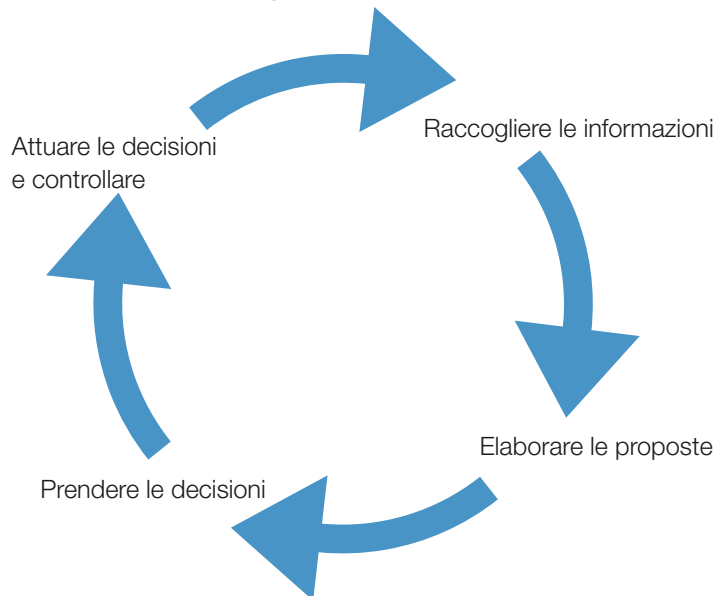 Raccogliere le informazioni
Attuare le decisioni
e controllare
Elaborare le proposte
Prendere le decisioni